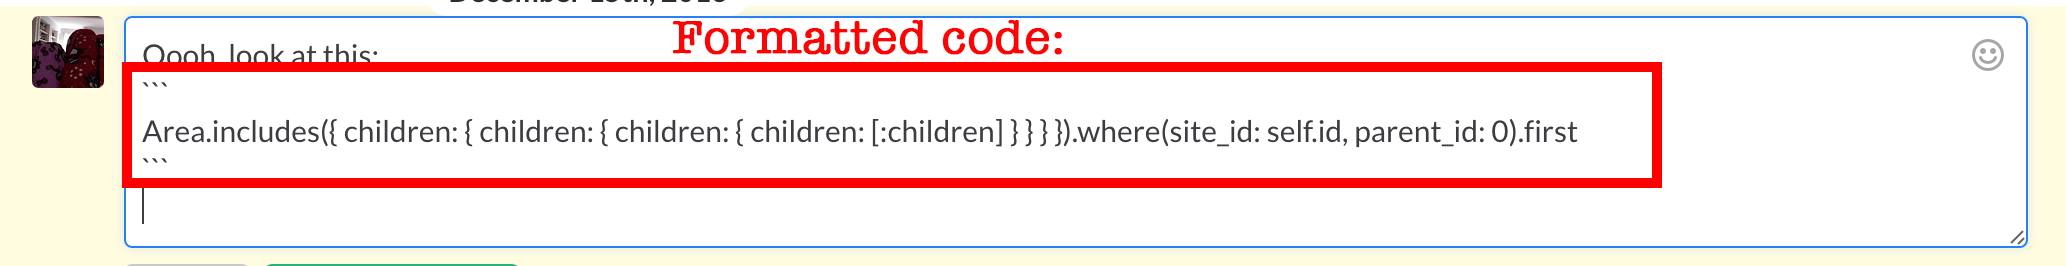 Formatted code:
Oooh, look at this:
```
Area.includes({ children: { children: { children: { children: [:children] } } } }).where(site_id: self.id, parent_id: 0).first
```